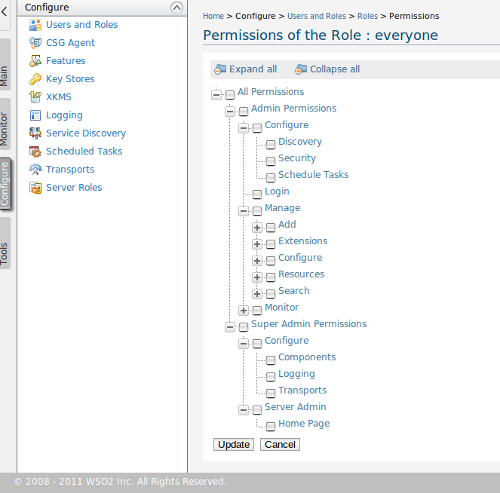 Configure
Users and Roles
CSG Agent
Features
Key Stores
XKMS
Logging
Service Discovery
Scheduled Tasks
Transports
Server Roles
Main
Monitor
Configure
Tools
Home > Configure > Users and Roles > Roles > Permissions
Permissions of the Role : everyone
Expand all Collapse all
All Permissions
Admin Permissions
Configure
Discovery
Security
Schedule Tasks
Login
Manage
Add
Extensions
Configure
Resources
Search
Monitor
Super Admin Permissions
Configure
Components
Logging
Transports
Server Admin
Home Page
Update Cancel
© 2008 - 2011 WSO2 Inc. All Rights Reserved.